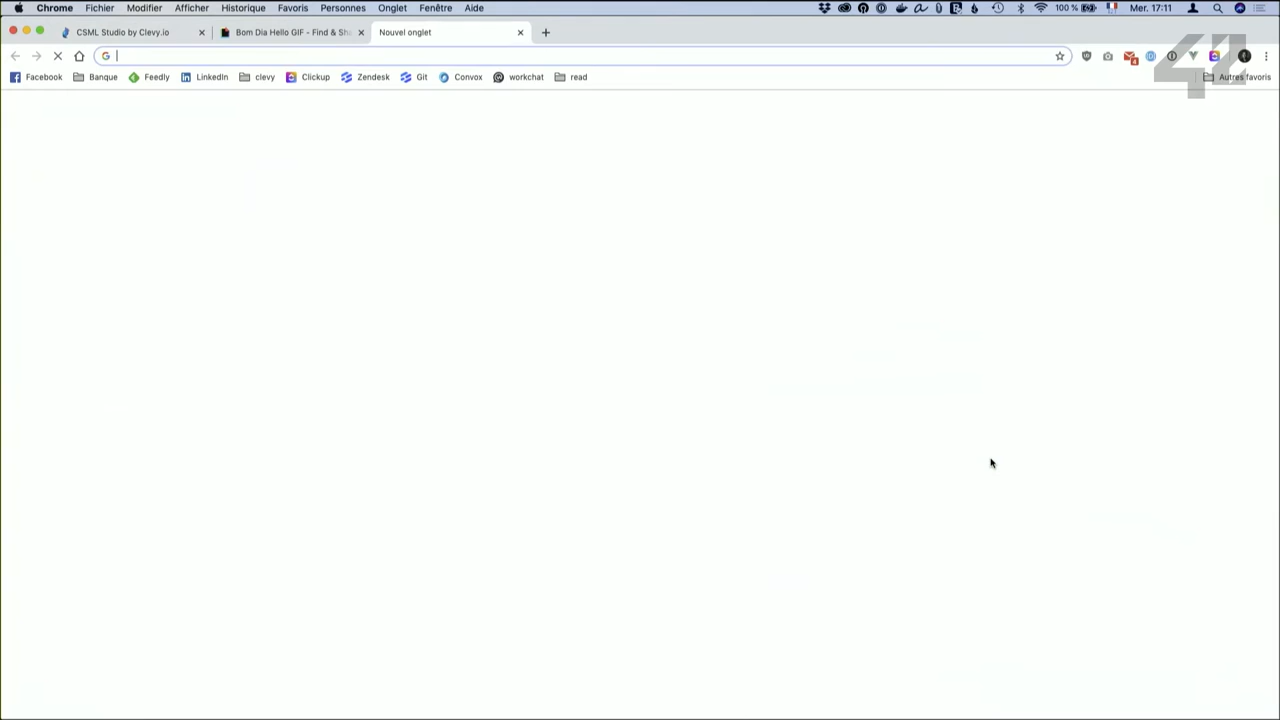 Chrome Fichier Modifier Afficher Historique Favoris Personnes Onglet Fenêtre Aide 100 % Mer. 17:11
CSML Studio by Clevy.io Bom Dia Hello GIF - Find & Sha Nouvel onglet
Facebook Banque Feedly LinkedIn clevy Clickup Zendesk Git Convox workchat read Autres favoris
42